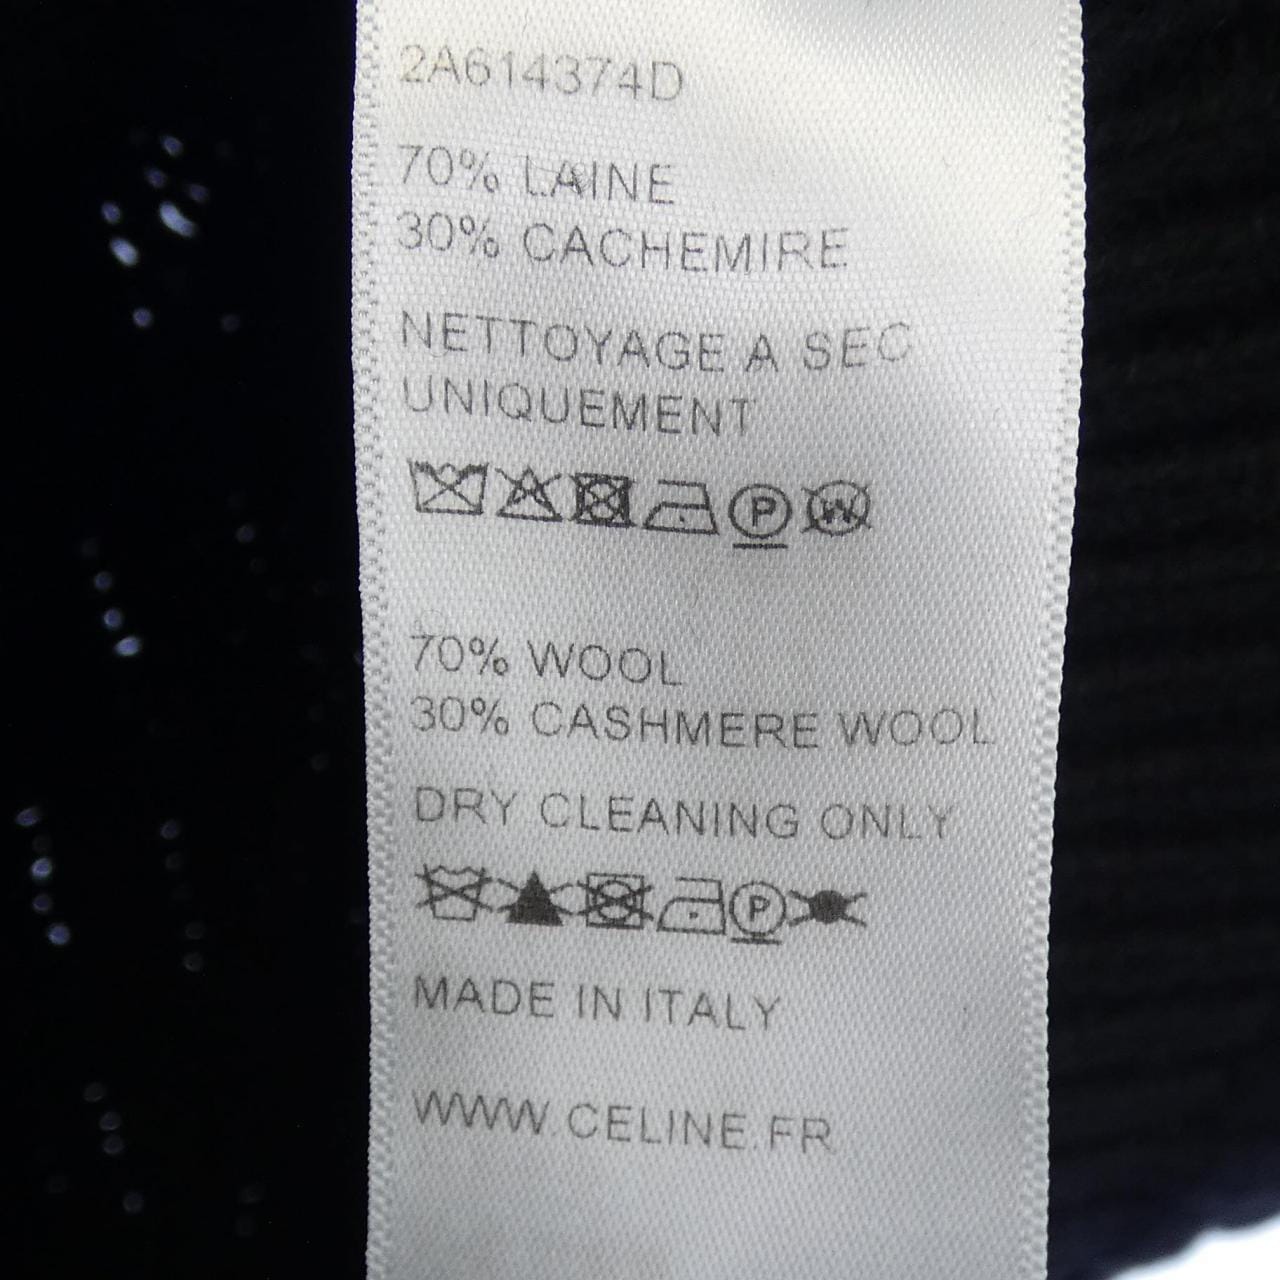 2A614374D
70% LAINE
30% CACHEMIRE
NETTOYAGE A SEC
UNIQUEMENT
P W
70% WOOL
30% CASHMERE WOOL
DRY CLEANING ONLY
P
MADE IN ITALY
WWW.CELINE.FR